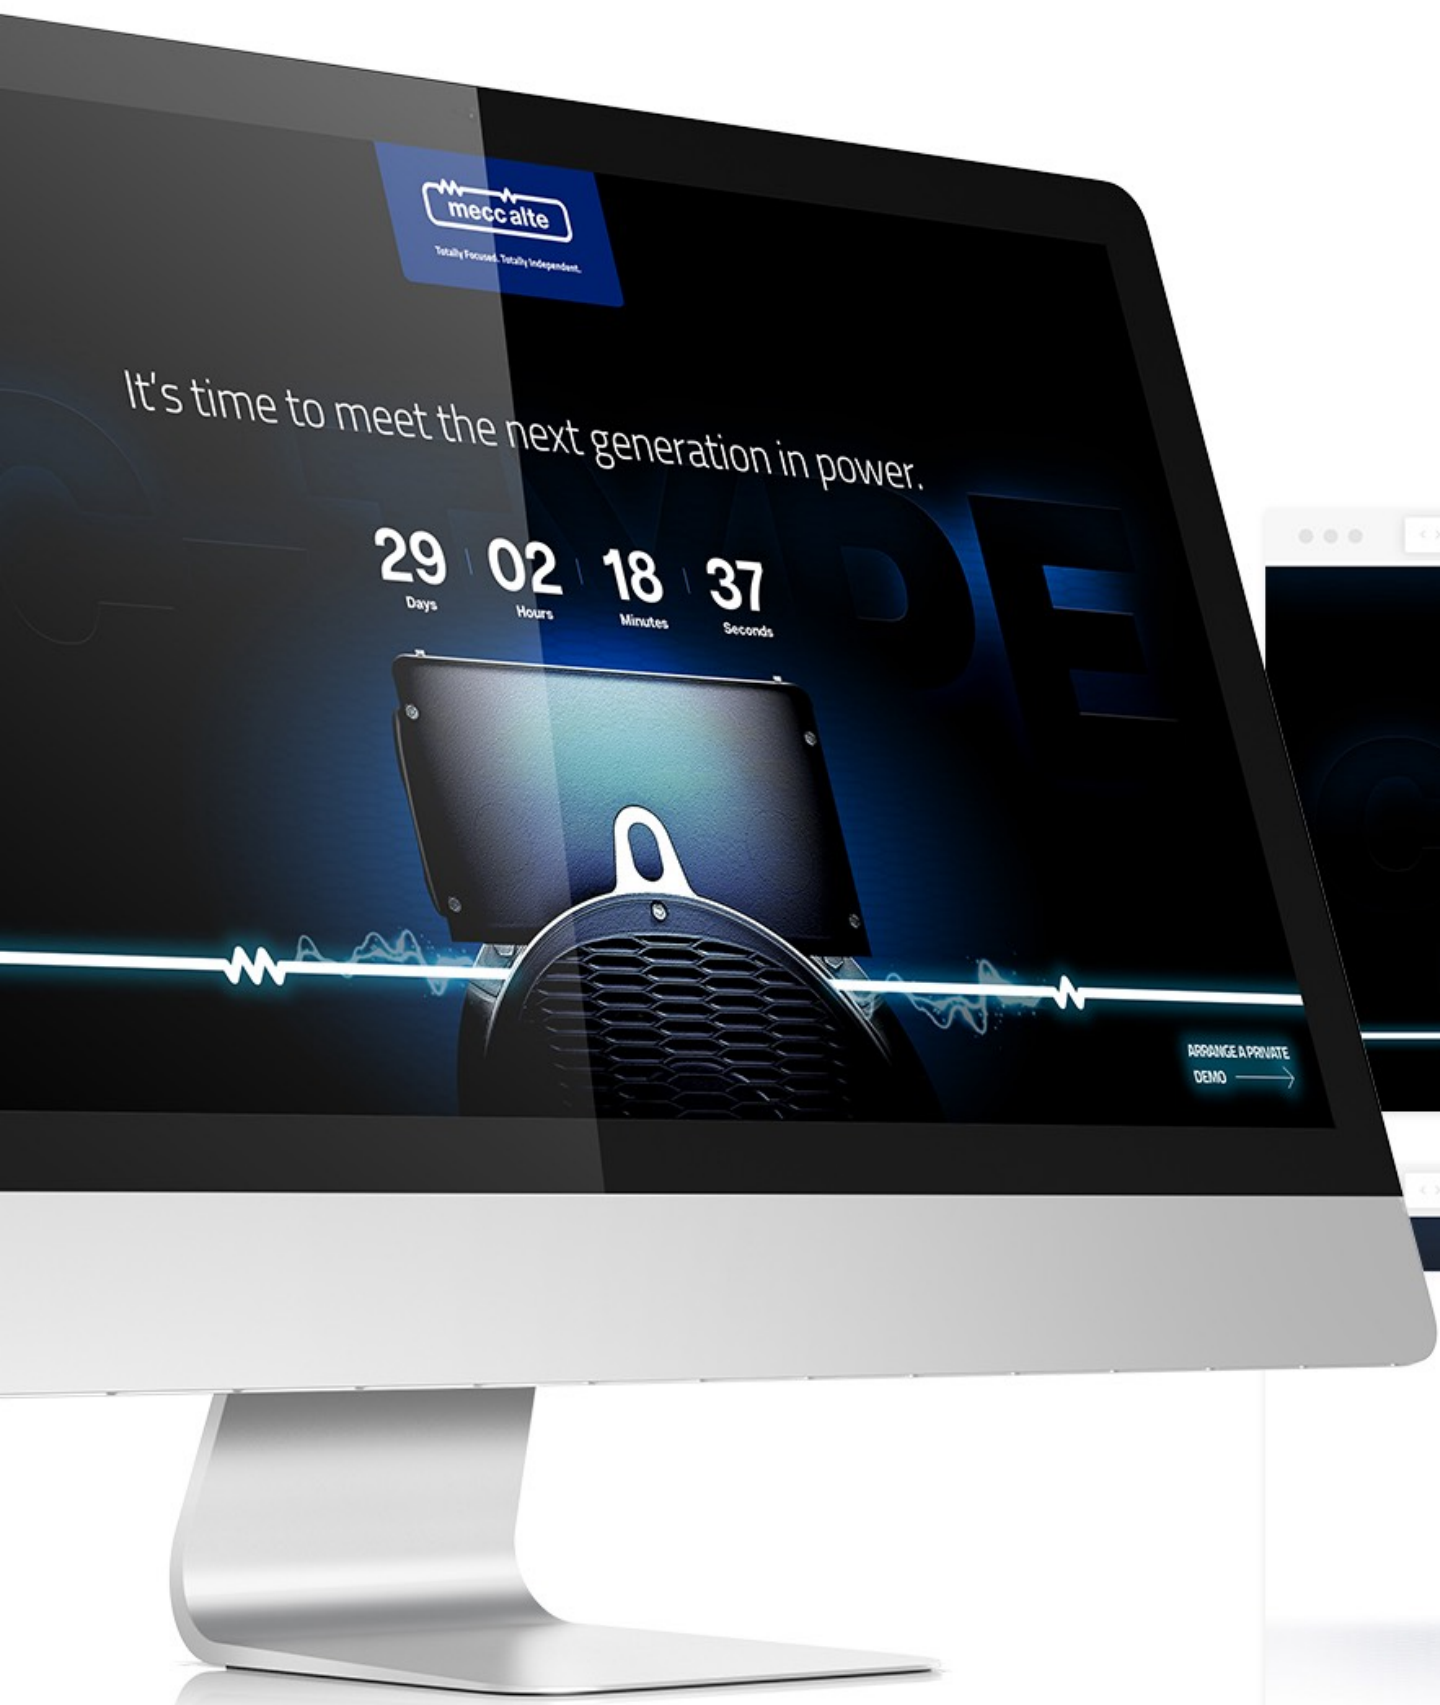 mecc alte
Totally Focused. Totally Independent.
It's time to meet the next generation in power.
29 02 18 37
Days Hours Minutes Seconds
C-TYPE
ARRANGE A PRIVATE
DEMO